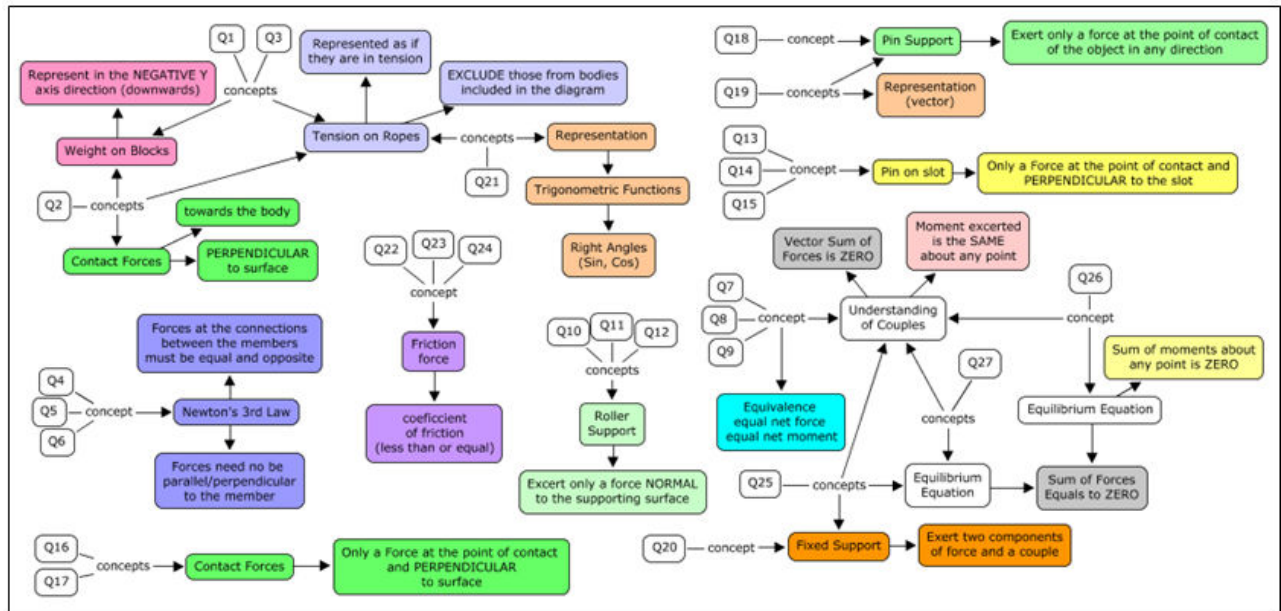 Q1
Q3
Represented as if
they are in tension
EXCLUDE those from bodies
included in the diagram
Represent in the NEGATIVE Y
axis direction (downwards)
concepts
Weight on Blocks
Tension on Ropes
concepts
Representation
Q21
Trigonometric Functions
Right Angles
(Sin, Cos)
Q2
concepts
towards the body
Contact Forces
PERPENDICULAR
to surface
Q22
Q23
Q24
concept
Friction
force
coeficcient
of friction
(less than or equal)
Forces at the connections
between the members
must be equal and opposite
Q4
Q5
Q6
concept
Newton's 3rd Law
Forces need no be
parallel/perpendicular
to the member
Q10
Q11
Q12
concepts
Roller
Support
Excert only a force NORMAL
to the supporting surface
Q16
Q17
concepts
Contact Forces
Only a Force at the point of contact
and PERPENDICULAR
to surface
Q18
concept
Pin Support
Exert only a force at the point of contact
of the object in any direction
Q19
concepts
Representation
(vector)
Q13
Q14
Q15
concept
Pin on slot
Only a Force at the point of contact and
PERPENDICULAR to the slot
Vector Sum of
Forces is ZERO
Moment excerted
is the SAME
about any point
Q7
Q8
Q9
concept
Understanding
of Couples
Q26
concept
Equivalence
equal net force
equal net moment
Q27
concepts
Sum of moments about
any point is ZERO
Equilibrium Equation
Q25
concepts
Equilibrium
Equation
Sum of Forces
Equals to ZERO
Q20
concept
Fixed Support
Exert two components
of force and a couple